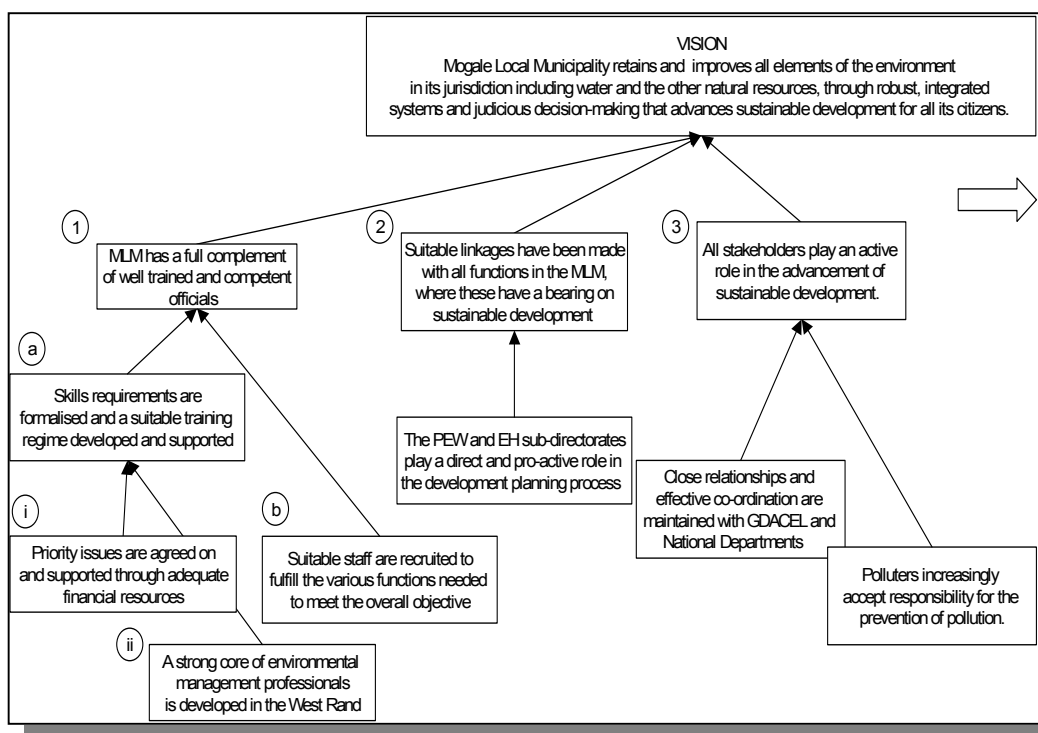 VISION
Mogale Local Municipality retains and improves all elements of the environment
in its jurisdiction including water and the other natural resources, through robust, integrated
systems and judicious decision-making that advances sustainable development for all its citizens.
1
MLM has a full complement
of well trained and competent
officials
2
Suitable linkages have been made
with all functions in the MLM,
where these have a bearing on
sustainable development
3
All stakeholders play an active
role in the advancement of
sustainable development.
a
Skills requirements are
formalised and a suitable training
regime developed and supported
The PEW and EH sub-directorates
play a direct and pro-active role in
the development planning process
Close relationships and
effective co-ordination are
maintained with GDACEL and
National Departments
i
Priority issues are agreed on
and supported through adequate
financial resources
b
Suitable staff are recruited to
fulfill the various functions needed
to meet the overall objective
Polluters increasingly
accept responsibility for the
prevention of pollution.
ii
A strong core of environmental
management professionals
is developed in the West Rand